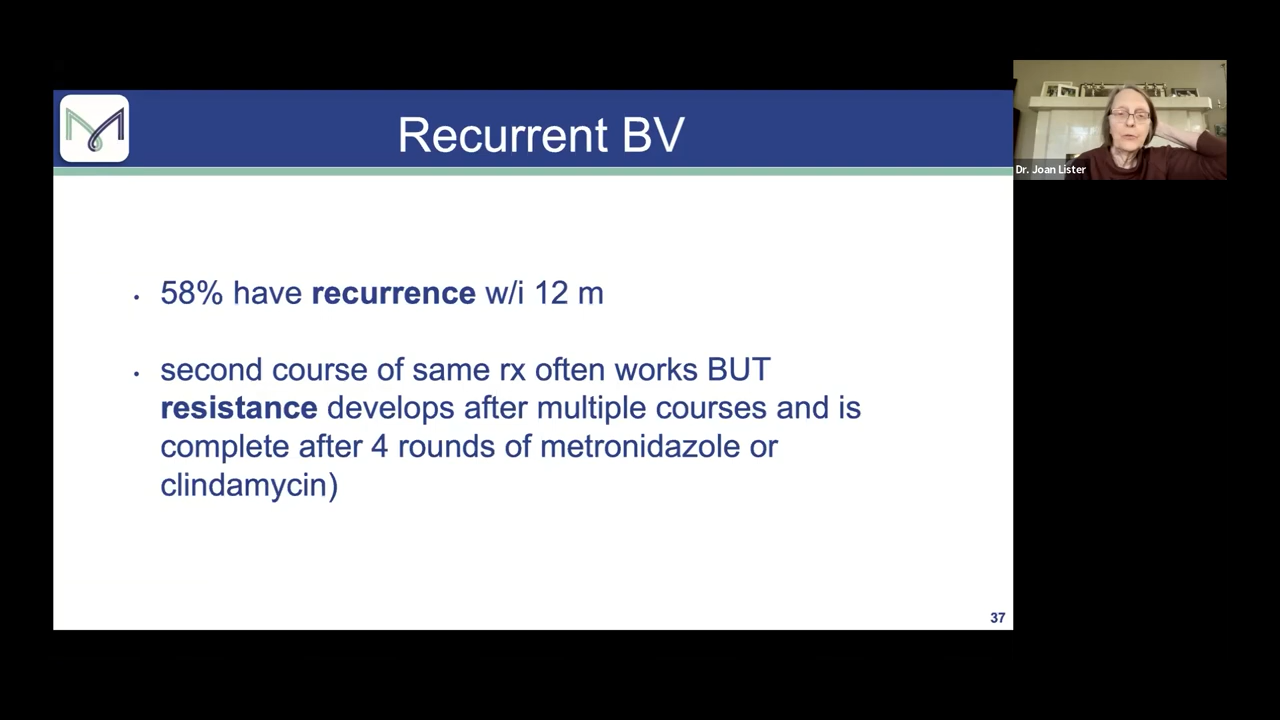 Recurrent BV
Dr. Joan Lister
• 58% have recurrence w/i 12 m
• second course of same rx often works BUT
resistance develops after multiple courses and is
complete after 4 rounds of metronidazole or
clindamycin)
37